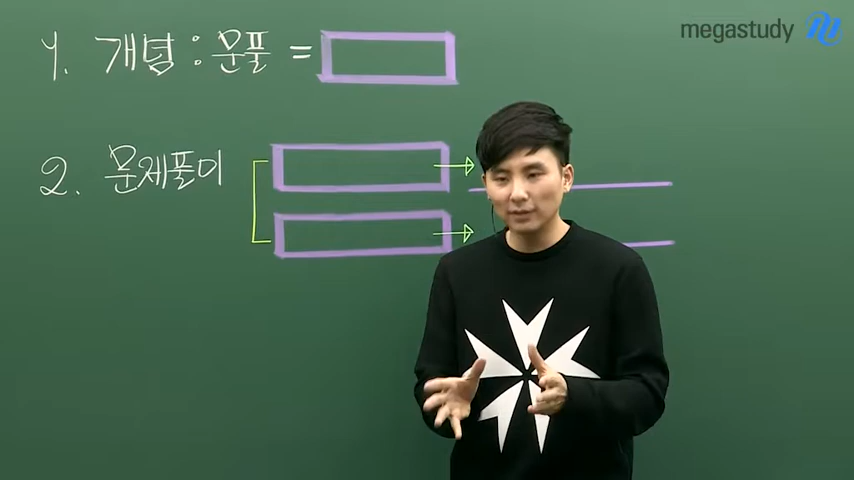 megastudy
1. 개념 : 문풀 =
2. 문제풀이